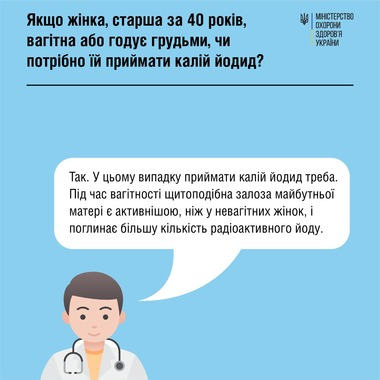 Якщо жінка, старша за 40 років,
вагітна або годує грудьми, чи
потрібно їй приймати калій йодид?
МІНІСТЕРСТВО
ОХОРОНИ
ЗДОРОВ'Я
УКРАЇНИ
Так. У цьому випадку приймати калій йодид треба.
Під час вагітності щитоподібна залоза майбутньої
матері є активнішою, ніж у невагітних жінок, і
поглинає більшу кількість радіоактивного йоду.